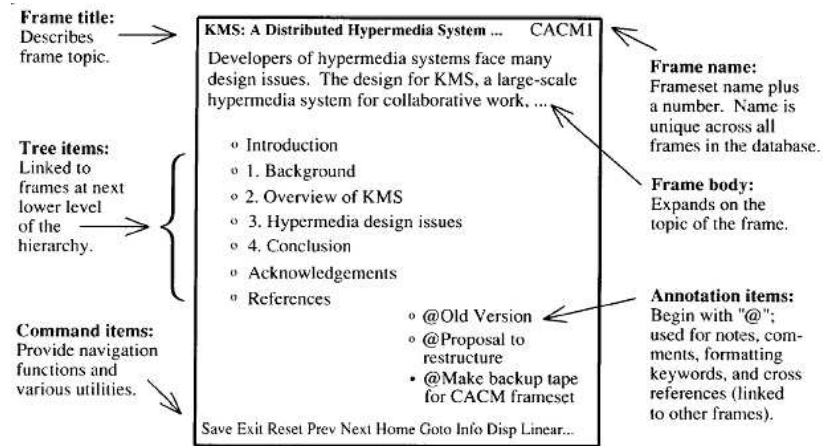 Frame title:
Describes
frame topic.
Tree items:
Linked to
frames at next
lower level
of the
hierarchy.
Command items:
Provide navigation
functions and
various utilities.
KMS: A Distributed Hypermedia System ... CACM1
Developers of hypermedia systems face many
design issues. The design for KMS, a large-scale
hypermedia system for collaborative work, ...
Introduction
1. Background
2. Overview of KMS
3. Hypermedia design issues
4. Conclusion
Acknowledgements
References
@Old Version
@Proposal to
restructure
@Make backup tape
for CACM frameset
Save Exit Reset Prev Next Home Goto Info Disp Linear...
Frame name:
Frameset name plus
a number. Name is
unique across all
frames in the database.
Frame body:
Expands on the
topic of the frame.
Annotation items:
Begin with "@";
used for notes, com-
ments, formatting
keywords, and cross
references (linked
to other frames).